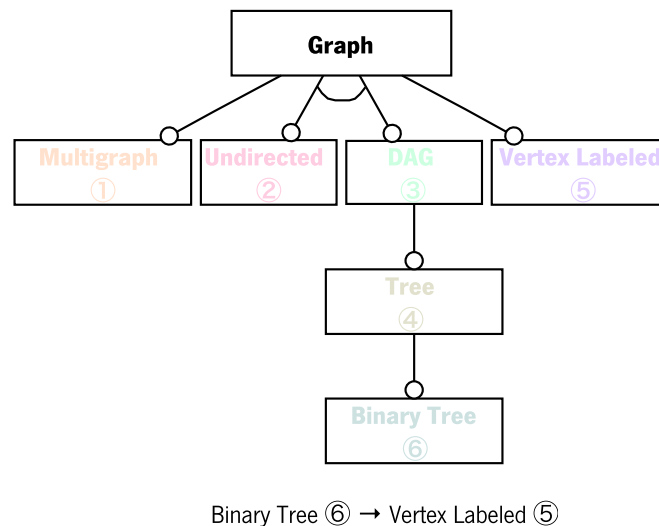 Graph
Multigraph
①
Undirected
②
DAG
③
Vertex Labeled
⑤
Tree
④
Binary Tree
⑥
Binary Tree ⑥ → Vertex Labeled ⑤